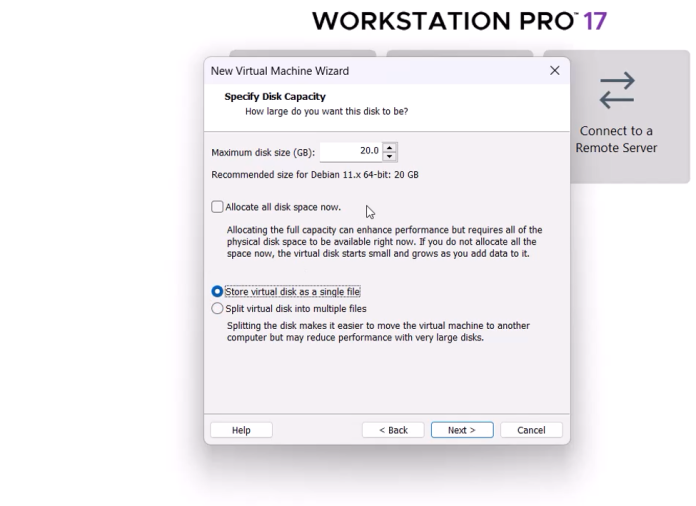 WORKSTATION PRO™ 17
New Virtual Machine Wizard
Specify Disk Capacity
How large do you want this disk to be?
Connect to a
Remote Server
Maximum disk size (GB): 20.0
Recommended size for Debian 11.x 64-bit: 20 GB
Allocate all disk space now.
Allocating the full capacity can enhance performance but requires all of the
physical disk space to be available right now. If you do not allocate all the
space now, the virtual disk starts small and grows as you add data to it.
Store virtual disk as a single file
Split virtual disk into multiple files
Splitting the disk makes it easier to move the virtual machine to another
computer but may reduce performance with very large disks.
Help < Back Next > Cancel